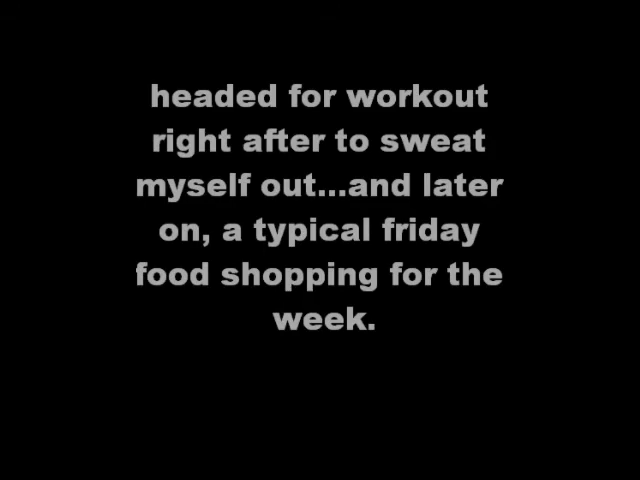 headed for workout
right after to sweat
myself out...and later
on, a typical friday
food shopping for the
week.